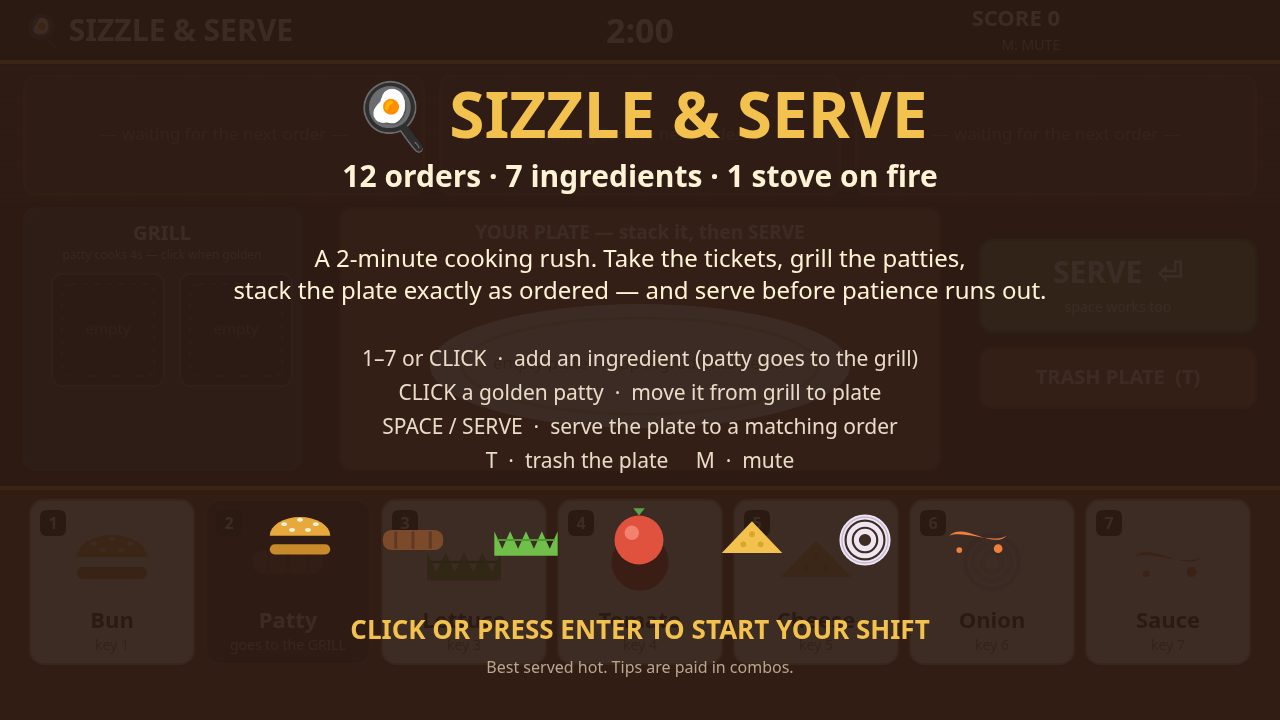 SIZZLE & SERVE
2:00
SCORE 0
M: MUTE
— waiting for the next order —
— waiting for the next order —
SIZZLE & SERVE
12 orders · 7 ingredients · 1 stove on fire
GRILL
patty cooks 4s — click when golden
YOUR PLATE — stack it, then SERVE
A 2-minute cooking rush. Take the tickets, grill the patties,
stack the plate exactly as ordered — and serve before patience runs out.
SERVE ⏎
space works too
empty
empty
1–7 or CLICK · add an ingredient (patty goes to the grill)
CLICK a golden patty · move it from grill to plate
TRASH PLATE (T)
SPACE / SERVE · serve the plate to a matching order
T · trash the plate M · mute
1
2
3
4
5
6
7
Bun
Patty
Lettuce
Tomato
Cheese
Onion
Sauce
key 1
goes to the GRILL
key 3
key 4
key 5
key 6
key 7
CLICK OR PRESS ENTER TO START YOUR SHIFT
Best served hot. Tips are paid in combos.